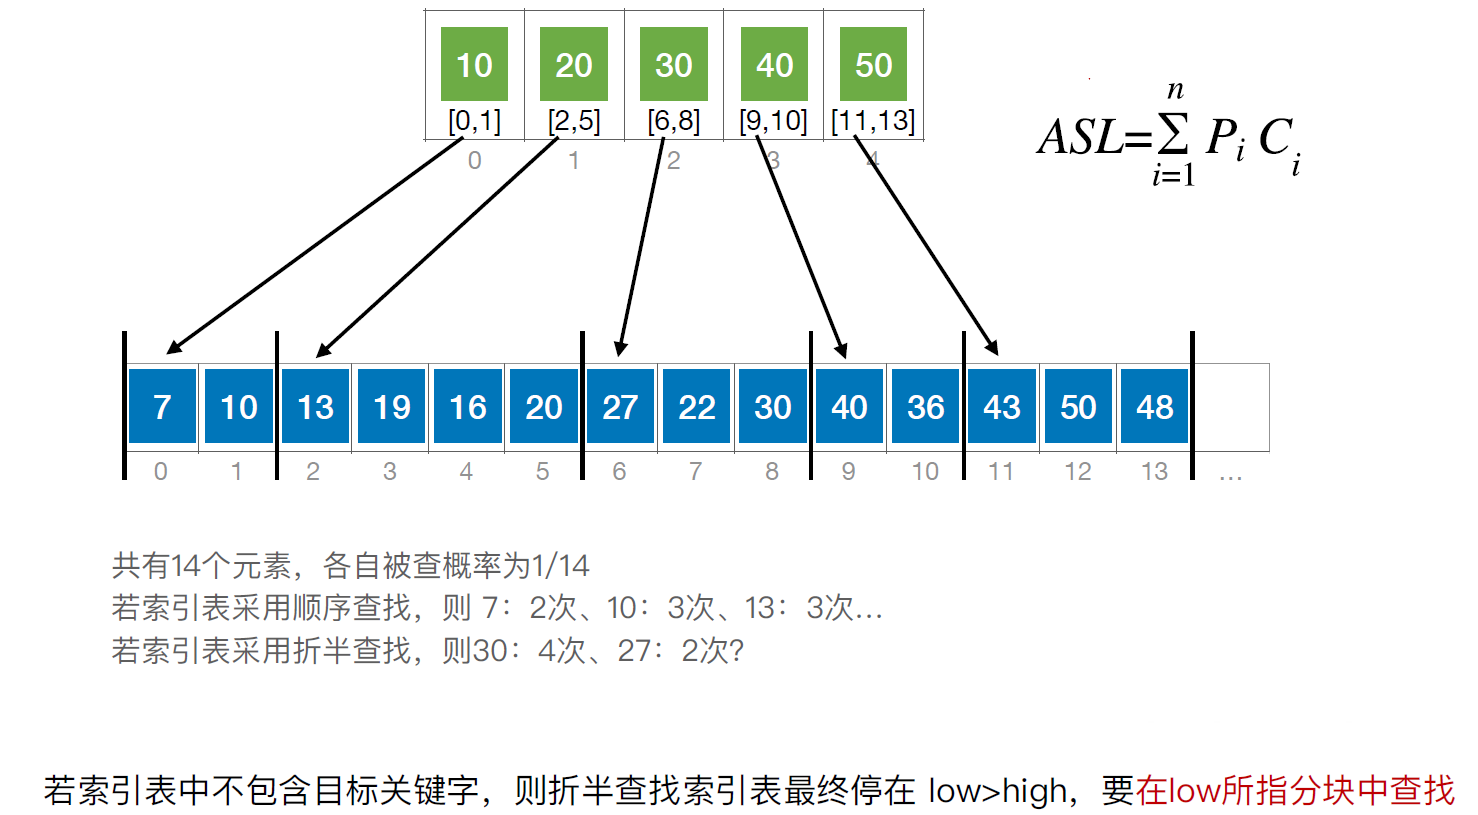 10 20 30 40 50
[0,1] [2,5] [6,8] [9,10] [11,13]
0 1 2 3 4
ASL=∑ P_i C_i
n
i=1
7 10 13 19 16 20 27 22 30 40 36 43 50 48
0 1 2 3 4 5 6 7 8 9 10 11 12 13 …
共有14个元素，各自被查概率为1/14
若索引表采用顺序查找，则 7：2次、10：3次、13：3次…
若索引表采用折半查找，则30：4次、27：2次？
若索引表中不包含目标关键字，则折半查找索引表最终停在 low>high，要在low所指分块中查找